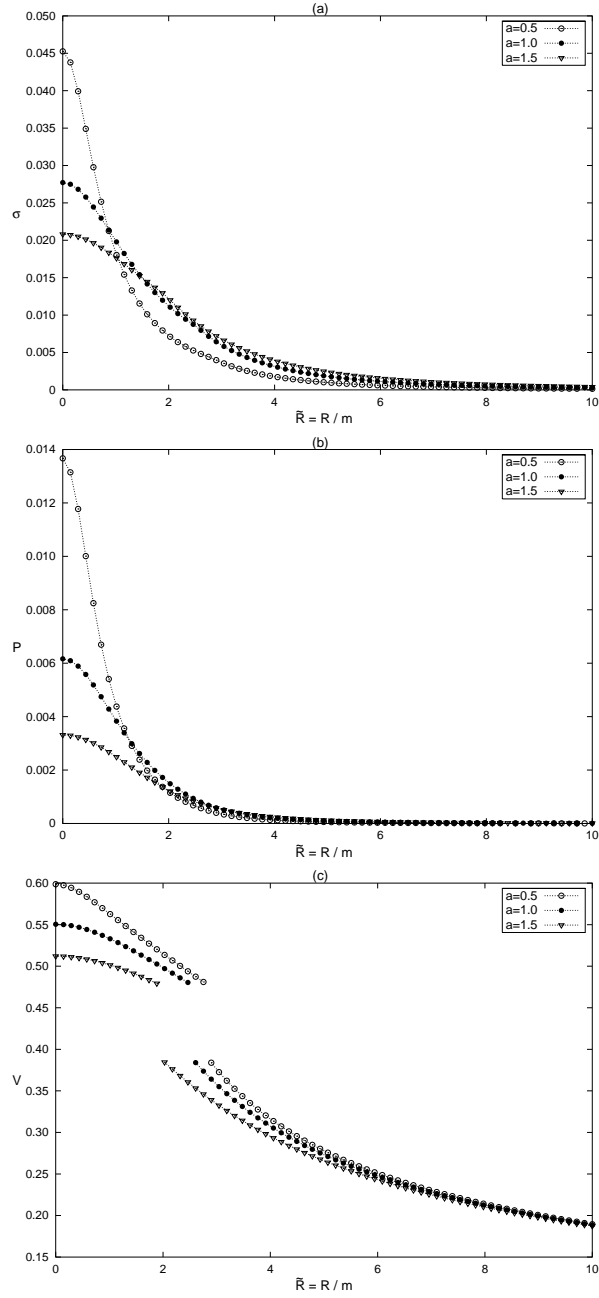 (a)
0.050
0.045
0.040
0.035
0.030
0.025
0.020
0.015
0.010
0.005
0
σ
0 2 4 6 8 10
R̃ = R / m
a=0.5
a=1.0
a=1.5
(b)
0.014
0.012
0.010
0.008
0.006
0.004
0.002
0
P
0 2 4 6 8 10
R̃ = R / m
a=0.5
a=1.0
a=1.5
(c)
0.60
0.55
0.50
0.45
0.40
0.35
0.30
0.25
0.20
0.15
V
0 2 4 6 8 10
R̃ = R / m
a=0.5
a=1.0
a=1.5